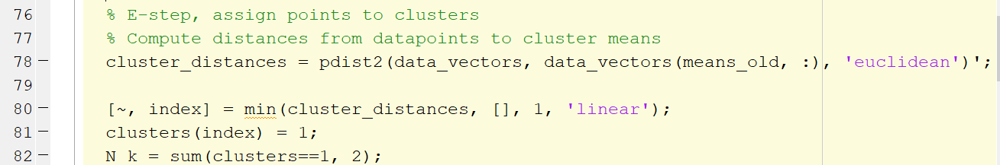 76 % E-step, assign points to clusters
77 % Compute distances from datapoints to cluster means
78 cluster_distances = pdist2(data_vectors, data_vectors(means_old, :), 'euclidean')';
79
80 [~, index] = min(cluster_distances, [], 1, 'linear');
81 clusters(index) = 1;
82 N_k = sum(clusters==1, 2);